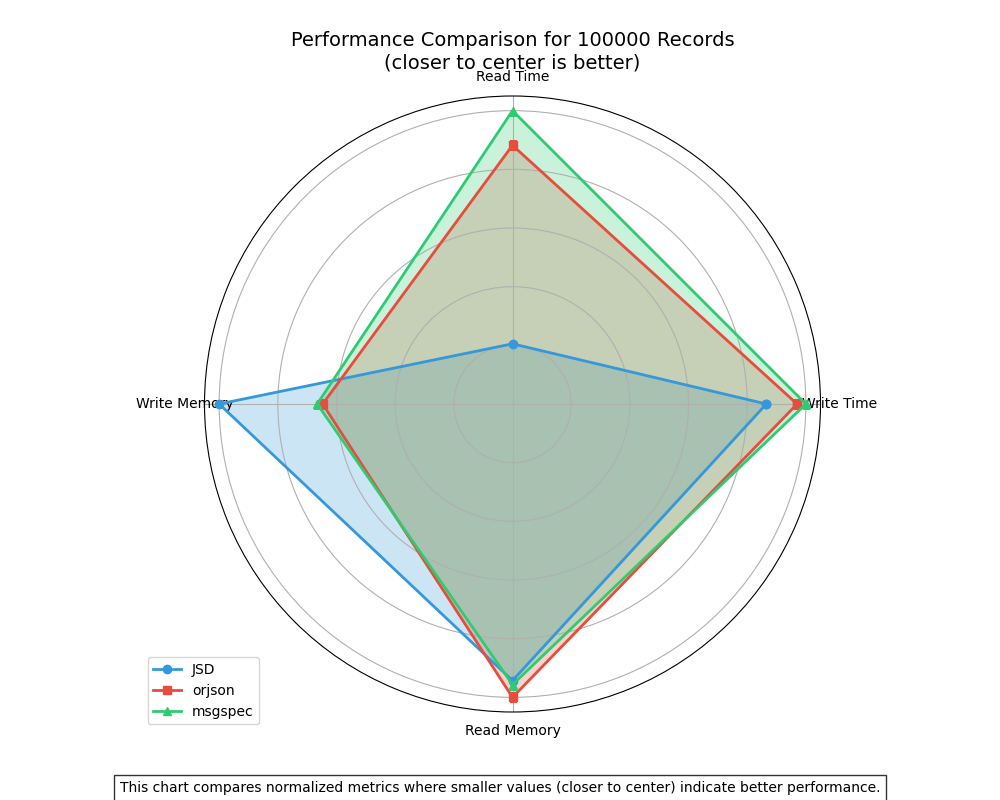 Performance Comparison for 100000 Records
(closer to center is better)
Read Time
Write Memory
Write Time
Read Memory
JSD
orjson
msgspec
This chart compares normalized metrics where smaller values (closer to center) indicate better performance.